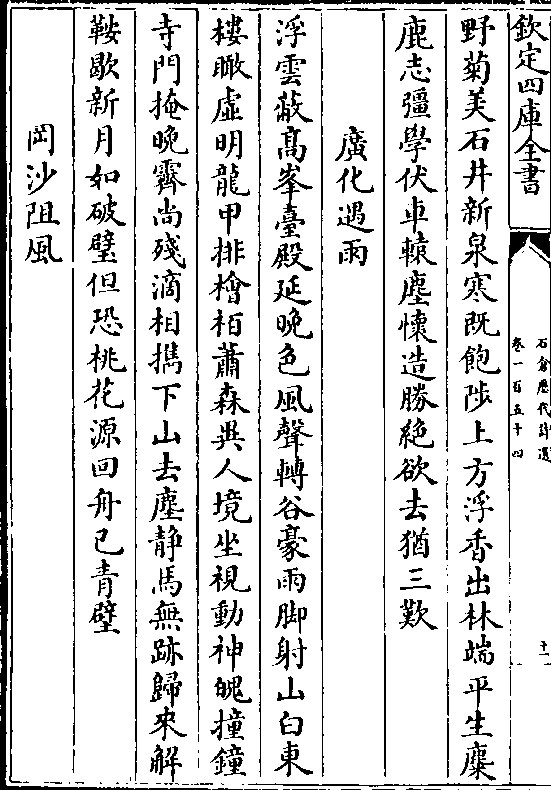 欽定四庫全書
石倉歷代詩選
卷一百五十四
十一
野菊美石井新泉寒既飽陟上方浮香出林端平生麋
鹿志彊學伏車轅塵懷造勝絶欲去猶三歎
廣化遇雨
浮雲蔽髙峯臺殿延晚色風聲轉谷豪雨脚射山白東
樓瞰虛明龍甲排檜栢蕭森異人境坐視動神魄撞鐘
寺門掩晚霽尚殘滴相攜下山去塵静馬無跡歸來解
鞍歇新月如破璧但恐桃花源回舟已青壁
岡沙阻風